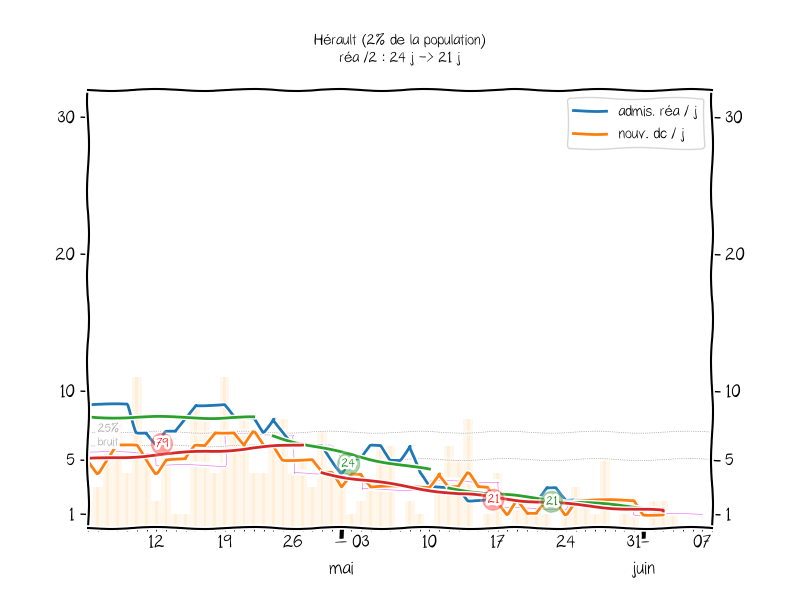 Hérault (2% de la population)
réa /2 : 24 j -> 21 j
admis. réa / j
nouv. dc / j
30 30
20 20
10 10
25%
bruit
79
5 5
24
21 21
1 1
12 19 26 03 10 17 24 31 07
mai juin